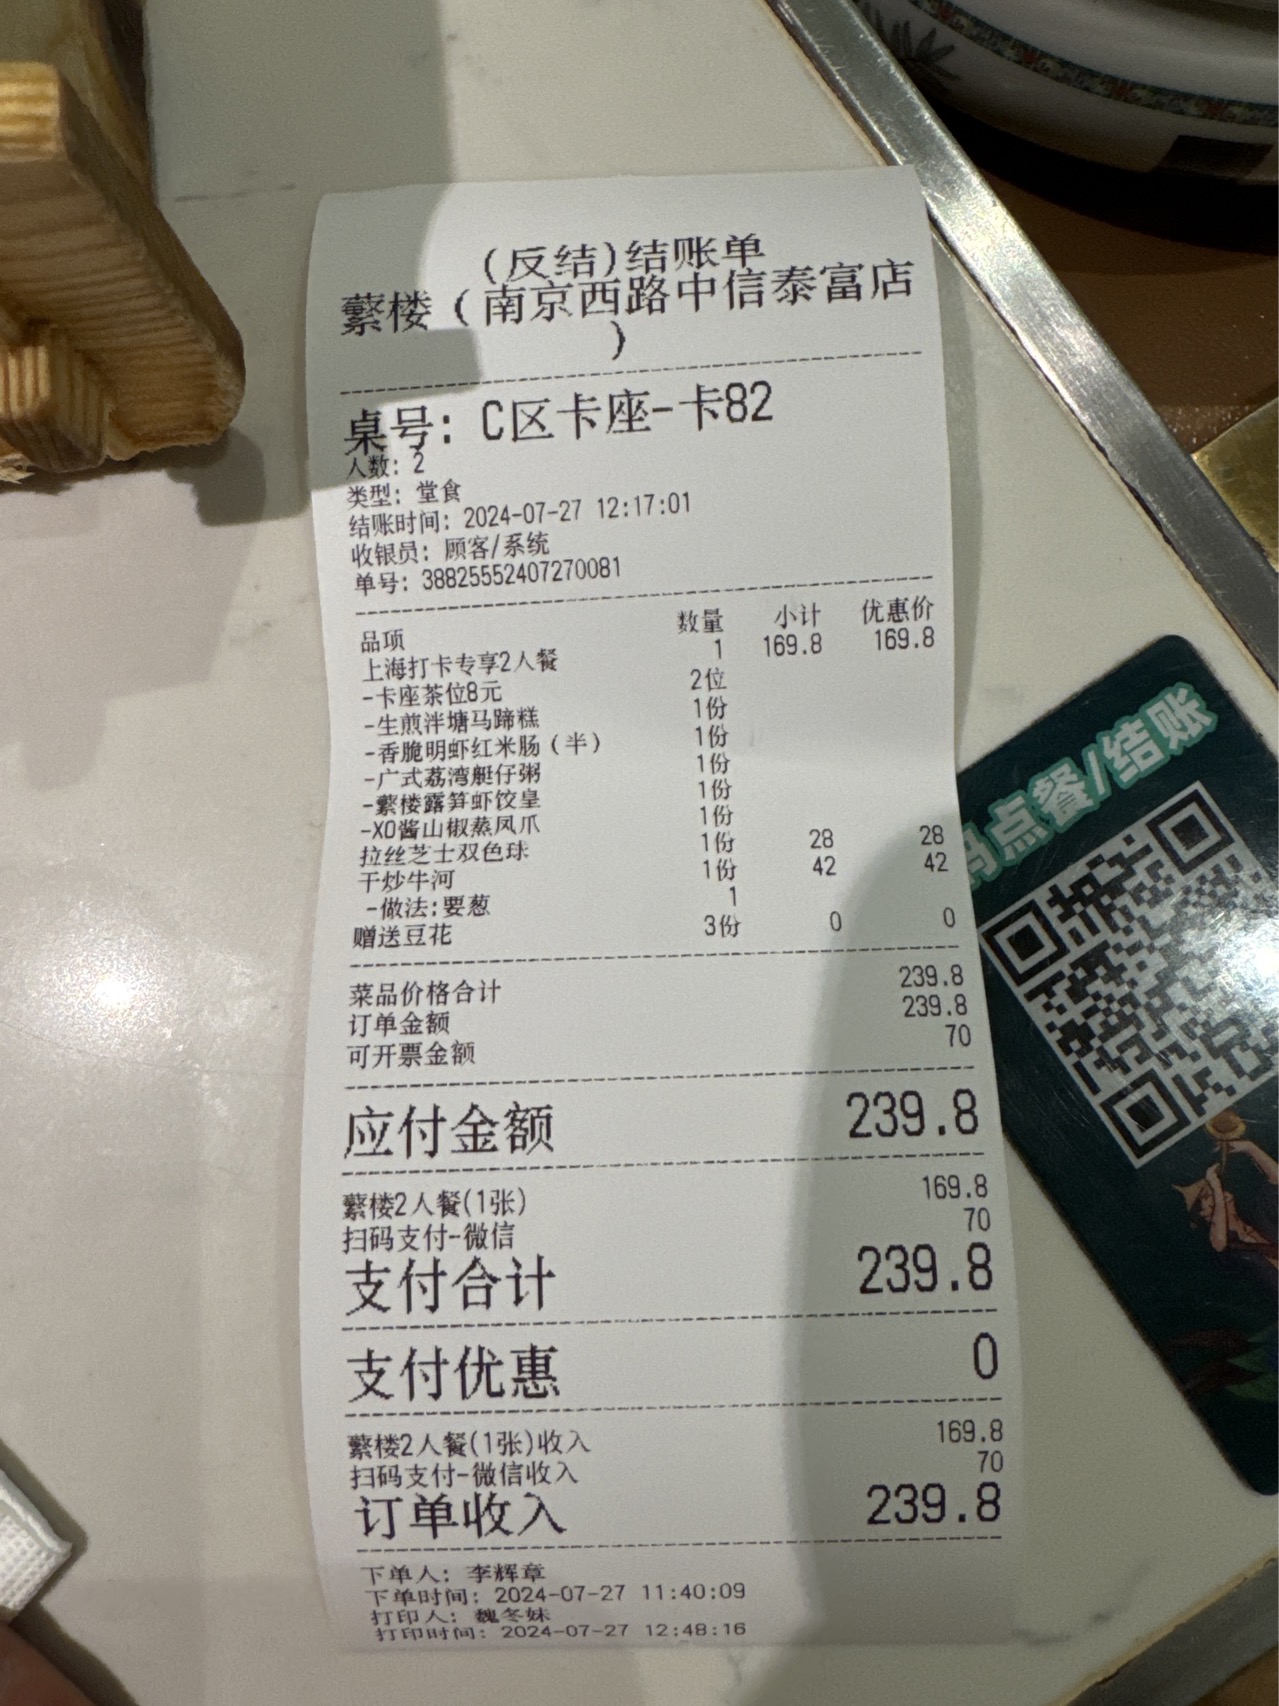 (反结)结账单
蘩楼（南京西路中信泰富店
）
桌号：C区卡座-卡82
人数：2
类型：堂食
结账时间：2024-07-27 12:17:01
收银员：顾客/系统
单号：38825552407270081
品项 数量 小计 优惠价
上海打卡专享2人餐 1 169.8 169.8
-卡座茶位8元 2位
-生煎泮塘马蹄糕 1份
-香脆明虾红米肠（半） 1份
-广式荔湾艇仔粥 1份
-蘩楼露笋虾饺皇 1份
-XO酱山椒蒸凤爪 1份
拉丝芝士双色球 1份 28 28
干炒牛河 1份 42 42
-做法:要葱 1
赠送豆花 3份 0 0
菜品价格合计 239.8
订单金额 239.8
可开票金额 70
应付金额 239.8
蘩楼2人餐(1张) 169.8
扫码支付-微信 70
支付合计 239.8
支付优惠 0
蘩楼2人餐(1张)收入 169.8
扫码支付-微信收入 70
订单收入 239.8
下单人：李辉章
下单时间：2024-07-27 11:40:09
打印人：魏冬妹
打印时间：2024-07-27 12:48:16
码点餐/结账